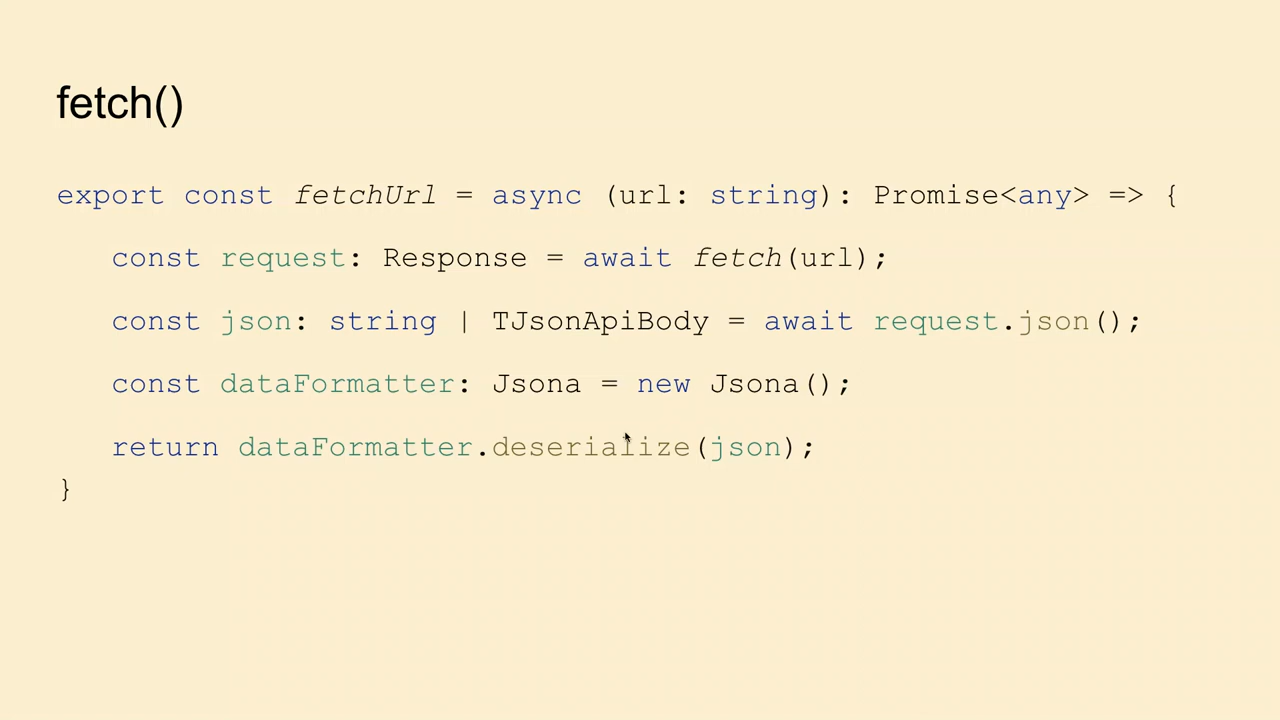 fetch()
export const fetchUrl = async (url: string): Promise<any> => {
const request: Response = await fetch(url);
const json: string | TJsonApiBody = await request.json();
const dataFormatter: Jsona = new Jsona();
return dataFormatter.deserialize(json);
}